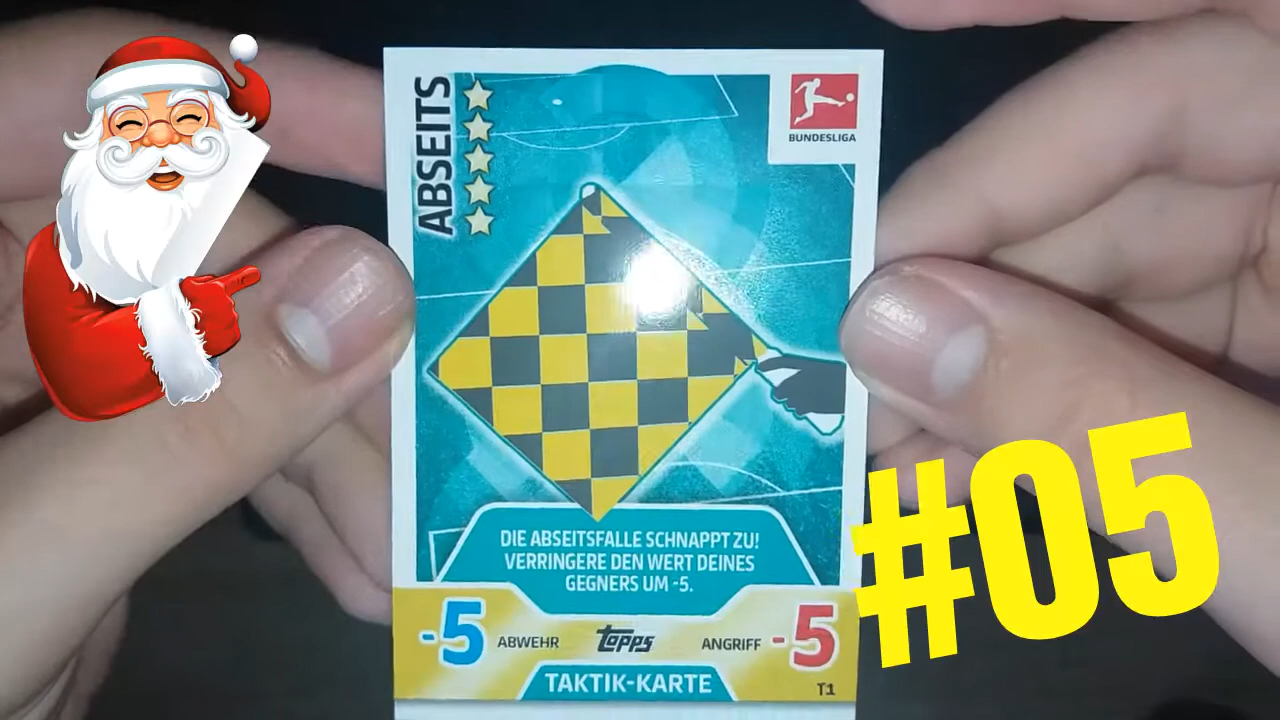 ABSEITS
BUNDESLIGA
DIE ABSEITSFALLE SCHNAPPT ZU!
VERRINGERE DEN WERT DEINES
GEGNERS UM -5.
-5 ABWEHR topps ANGRIFF -5
TAKTIK-KARTE
T1
#05